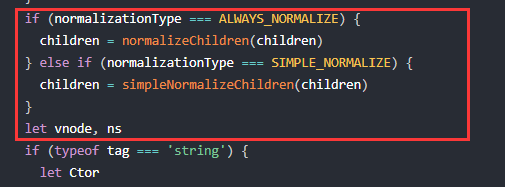 }
if (normalizationType === ALWAYS_NORMALIZE) {
children = normalizeChildren(children)
} else if (normalizationType === SIMPLE_NORMALIZE) {
children = simpleNormalizeChildren(children)
}
let vnode, ns
if (typeof tag === 'string') {
let Ctor